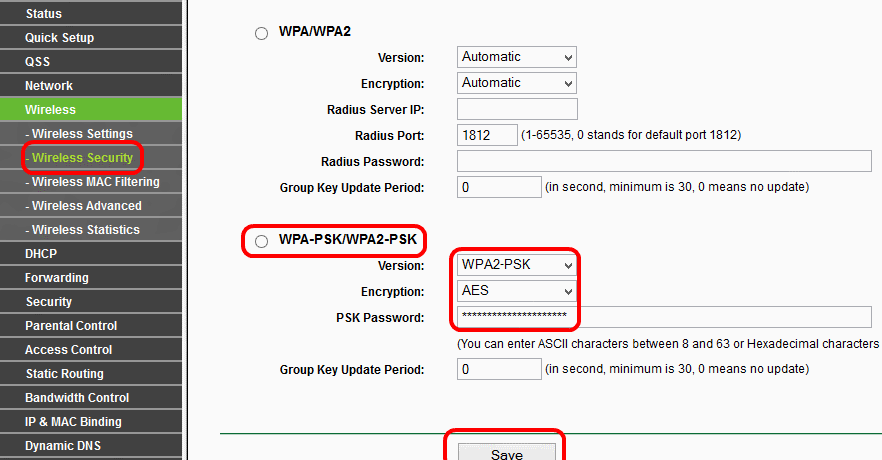 Status
Quick Setup
QSS
Network
Wireless
- Wireless Settings
- Wireless Security
- Wireless MAC Filtering
- Wireless Advanced
- Wireless Statistics
DHCP
Forwarding
Security
Parental Control
Access Control
Static Routing
Bandwidth Control
IP & MAC Binding
Dynamic DNS
WPA/WPA2
Version: Automatic
Encryption: Automatic
Radius Server IP:
Radius Port: 1812 (1-65535, 0 stands for default port 1812)
Radius Password:
Group Key Update Period: 0 (in second, minimum is 30, 0 means no update)
WPA-PSK/WPA2-PSK
Version: WPA2-PSK
Encryption: AES
PSK Password: *********************
(You can enter ASCII characters between 8 and 63 or Hexadecimal characters
Group Key Update Period: 0 (in second, minimum is 30, 0 means no update)
Save